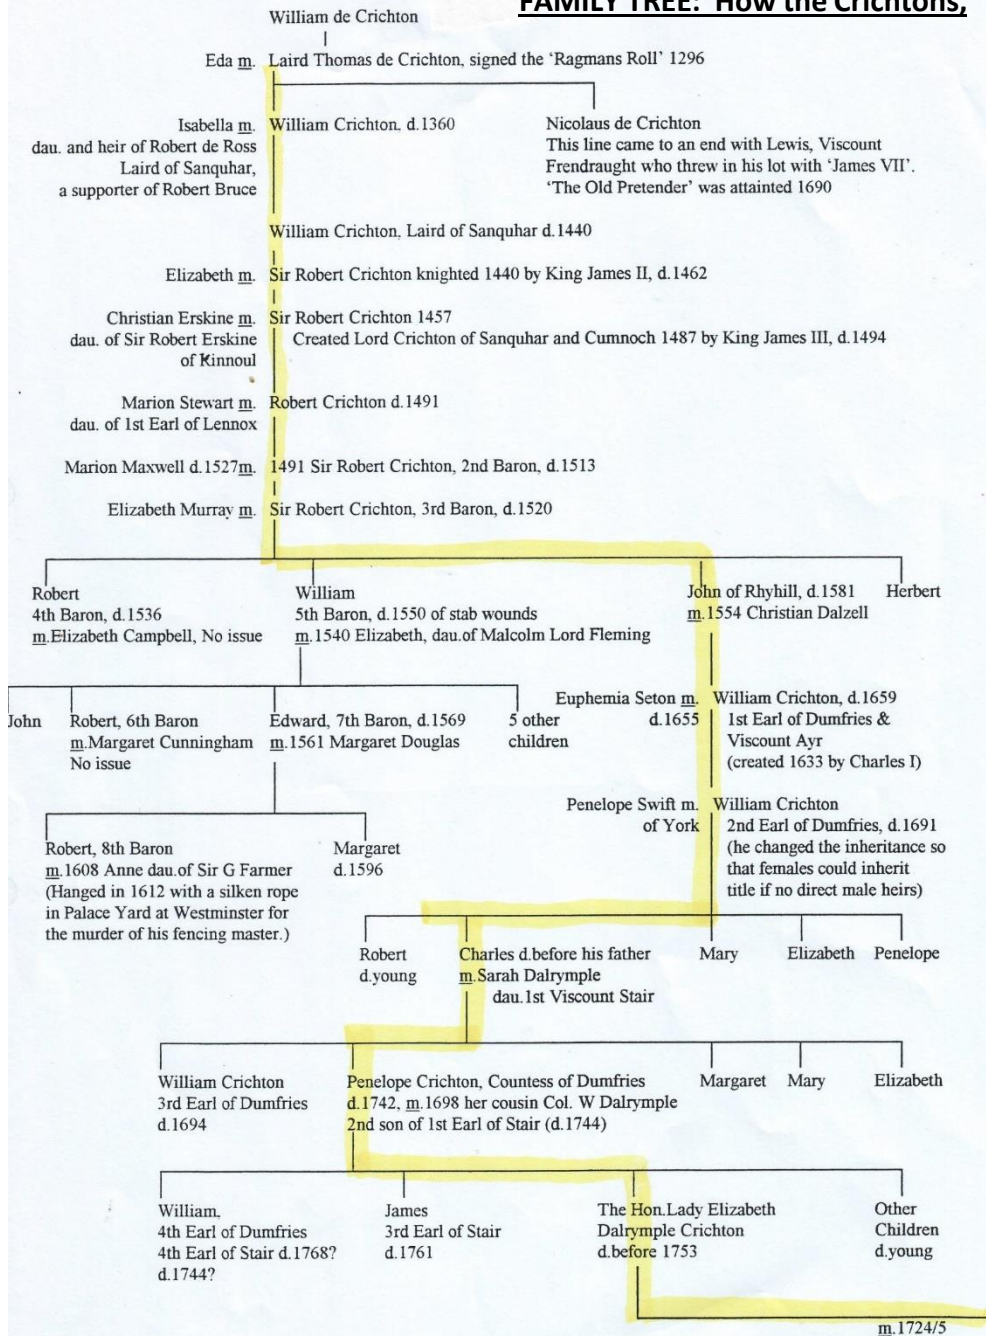 FAMILY TREE:  How the Crichtons,
William de Crichton
Eda m. Laird Thomas de Crichton, signed the 'Ragmans Roll' 1296
Isabella m.
dau. and heir of Robert de Ross
Laird of Sanquhar,
a supporter of Robert Bruce
William Crichton, d.1360
Nicolaus de Crichton
This line came to an end with Lewis, Viscount
Frendraught who threw in his lot with 'James VII'.
'The Old Pretender' was attainted 1690
William Crichton, Laird of Sanquhar d.1440
Elizabeth m. Sir Robert Crichton knighted 1440 by King James II, d.1462
Christian Erskine m.
dau. of Sir Robert Erskine
of Kinnoul
Sir Robert Crichton 1457
Created Lord Crichton of Sanquhar and Cumnoch 1487 by King James III, d.1494
Marion Stewart m.
dau. of 1st Earl of Lennox
Robert Crichton d.1491
Marion Maxwell d.1527m. 1491 Sir Robert Crichton, 2nd Baron, d.1513
Elizabeth Murray m. Sir Robert Crichton, 3rd Baron, d.1520
Robert
4th Baron, d.1536
m.Elizabeth Campbell, No issue
William
5th Baron, d.1550 of stab wounds
m.1540 Elizabeth, dau.of Malcolm Lord Fleming
John of Rhyhill, d.1581
m.1554 Christian Dalzell
Herbert
John
Robert, 6th Baron
m.Margaret Cunningham
No issue
Edward, 7th Baron, d.1569
m.1561 Margaret Douglas
5 other
children
Euphemia Seton m.
d.1655
William Crichton, d.1659
1st Earl of Dumfries &
Viscount Ayr
(created 1633 by Charles I)
Robert, 8th Baron
m.1608 Anne dau.of Sir G Farmer
(Hanged in 1612 with a silken rope
in Palace Yard at Westminster for
the murder of his fencing master.)
Margaret
d.1596
Penelope Swift m.
of York
William Crichton
2nd Earl of Dumfries, d.1691
(he changed the inheritance so
that females could inherit
title if no direct male heirs)
Robert
d.young
Charles d.before his father
m.Sarah Dalrymple
dau.1st Viscount Stair
Mary
Elizabeth
Penelope
William Crichton
3rd Earl of Dumfries
d.1694
Penelope Crichton, Countess of Dumfries
d.1742, m.1698 her cousin Col. W Dalrymple
2nd son of 1st Earl of Stair (d.1744)
Margaret
Mary
Elizabeth
William,
4th Earl of Dumfries
4th Earl of Stair d.1768?
d.1744?
James
3rd Earl of Stair
d.1761
The Hon.Lady Elizabeth
Dalrymple Crichton
d.before 1753
Other
Children
d.young
m.1724/5